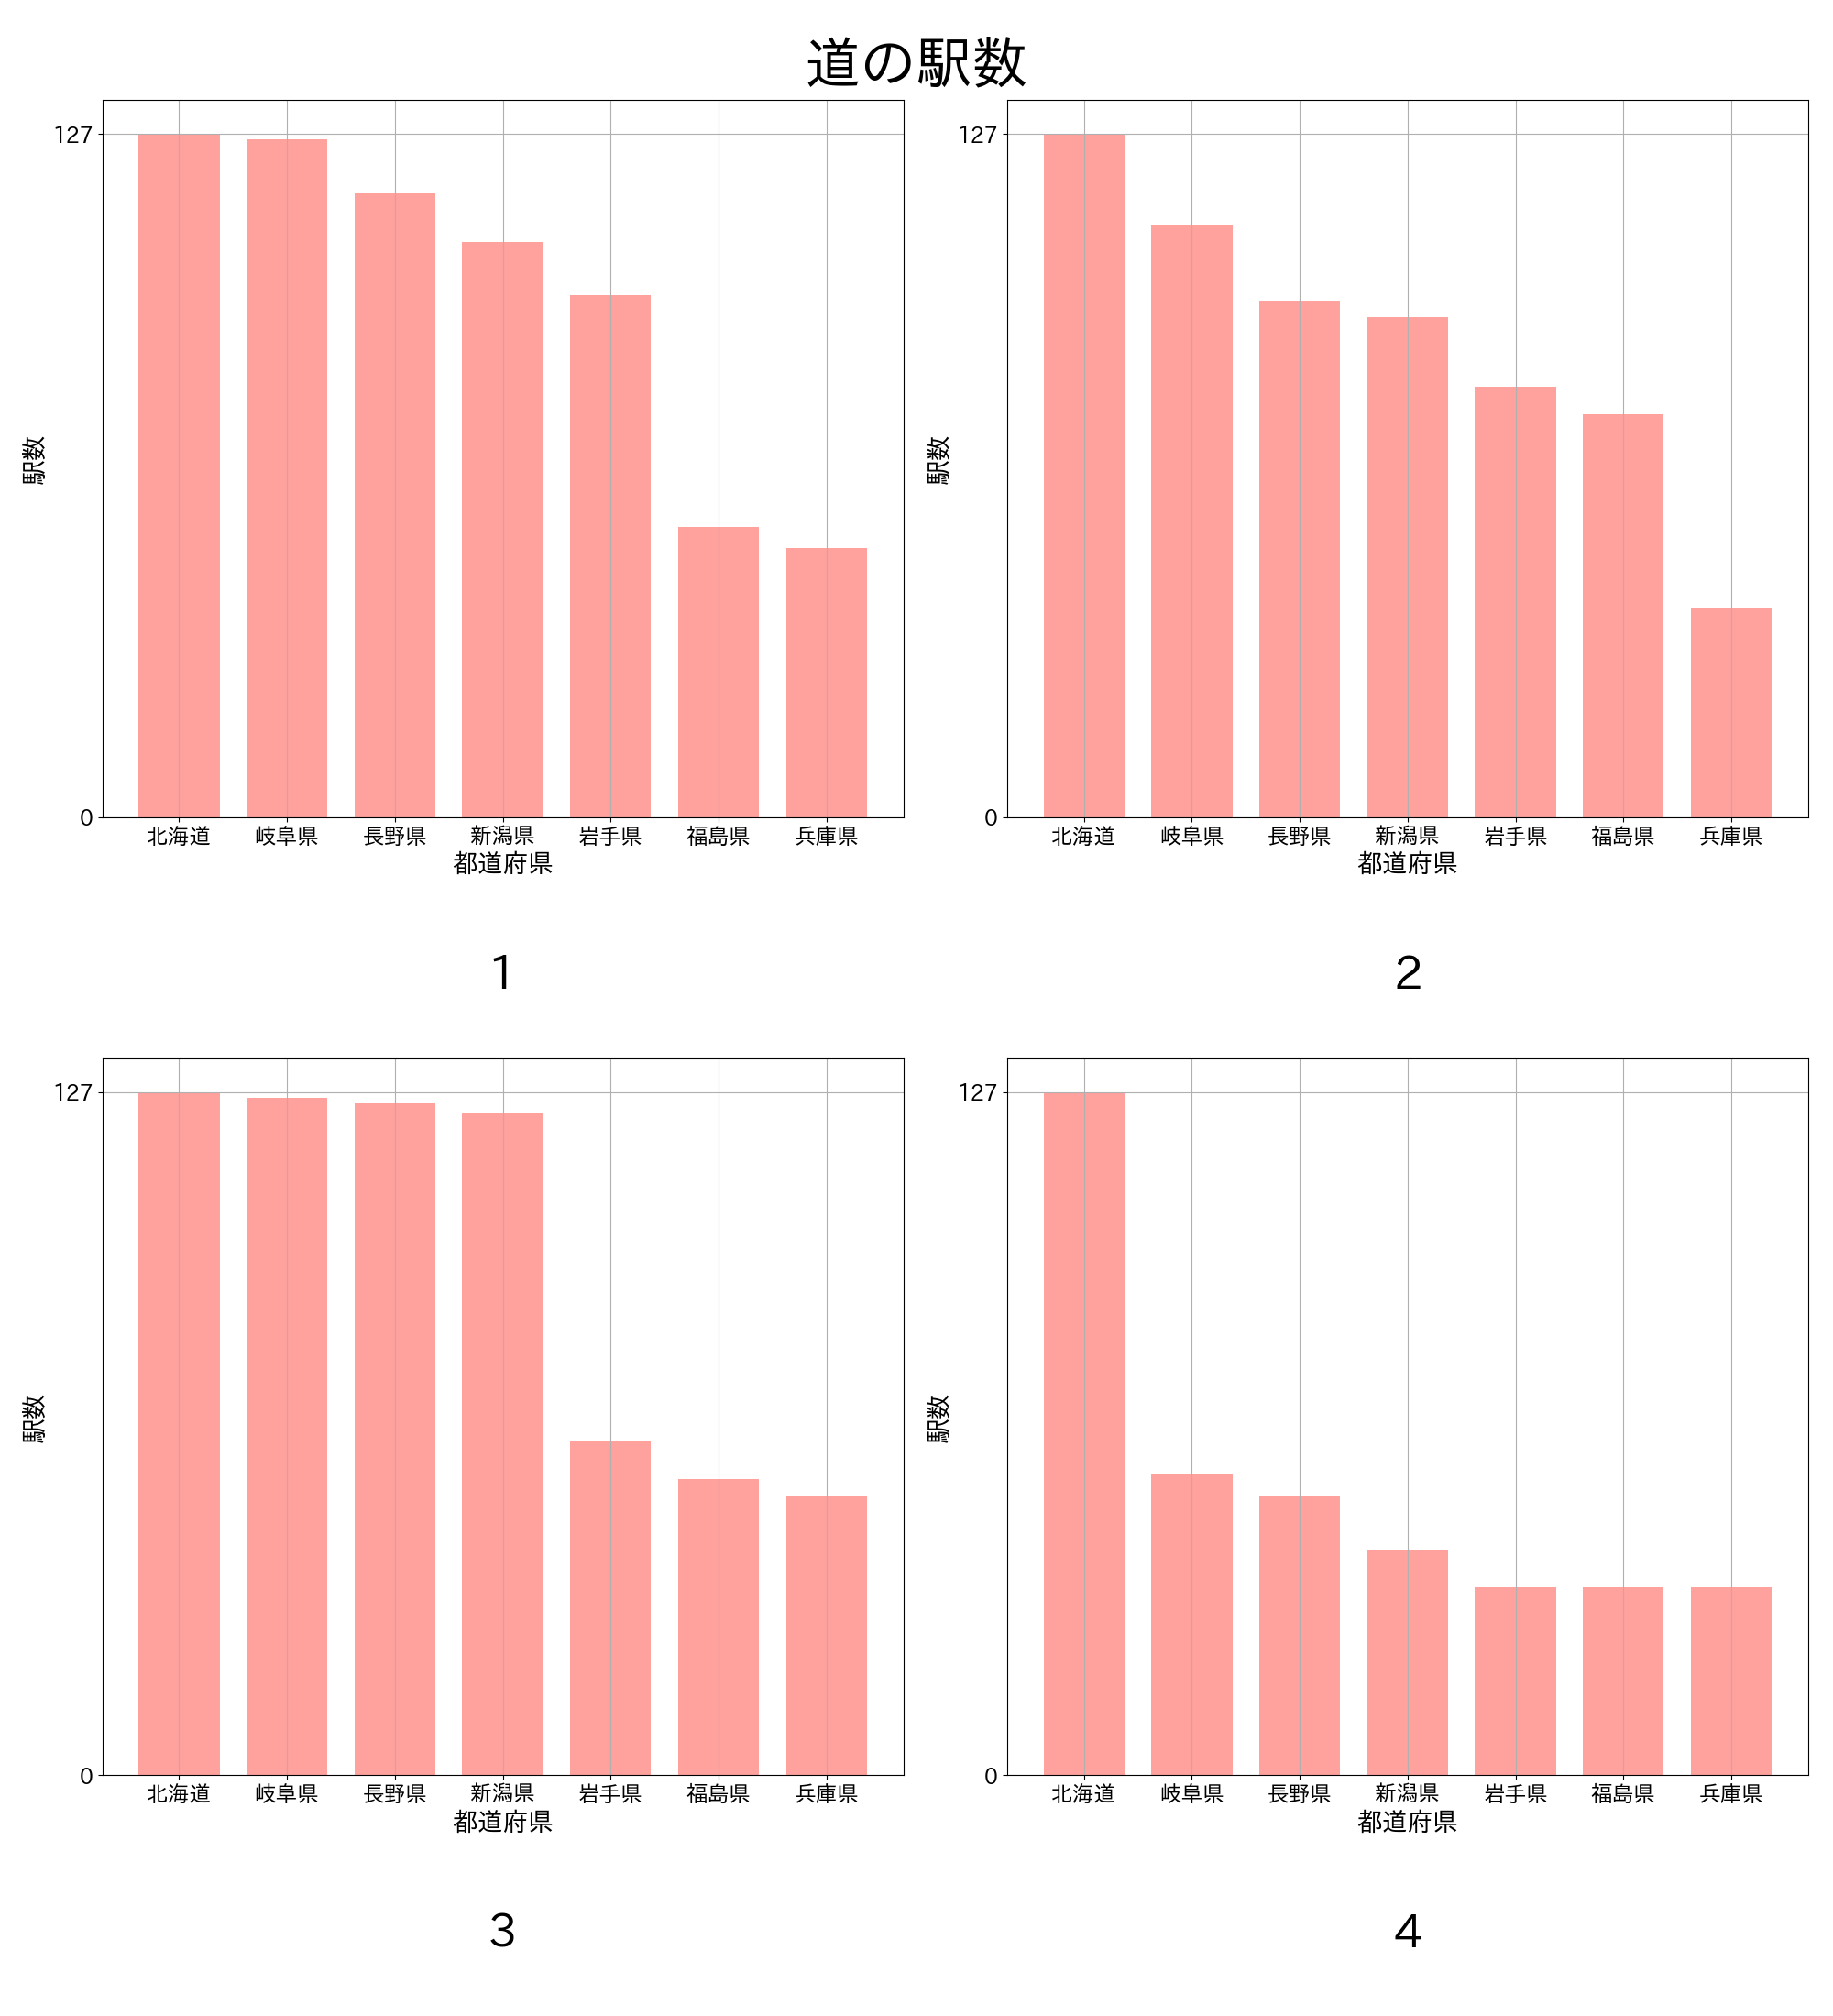 道の駅数
127
駅数
0
北海道 岐阜県 長野県 新潟県 岩手県 福島県 兵庫県
都道府県
1
127
駅数
0
北海道 岐阜県 長野県 新潟県 岩手県 福島県 兵庫県
都道府県
2
127
駅数
0
北海道 岐阜県 長野県 新潟県 岩手県 福島県 兵庫県
都道府県
3
127
駅数
0
北海道 岐阜県 長野県 新潟県 岩手県 福島県 兵庫県
都道府県
4